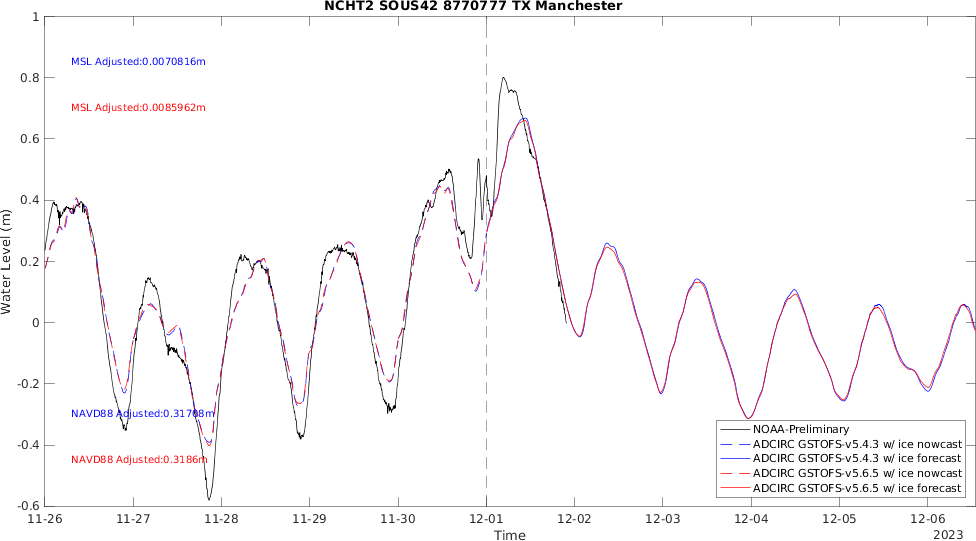 NCHT2 SOUS42 8770777 TX Manchester
1
0.8
0.6
0.4
0.2
0
-0.2
-0.4
-0.6
Water Level (m)
MSL Adjusted:0.0070816m
MSL Adjusted:0.0085962m
NAVD88 Adjusted:0.31788m
NAVD88 Adjusted:0.3186m
NOAA-Preliminary
ADCIRC GSTOFS-v5.4.3 w/ ice nowcast
ADCIRC GSTOFS-v5.4.3 w/ ice forecast
ADCIRC GSTOFS-v5.6.5 w/ ice nowcast
ADCIRC GSTOFS-v5.6.5 w/ ice forecast
11-26 11-27 11-28 11-29 11-30 12-01 12-02 12-03 12-04 12-05 12-06
Time
2023